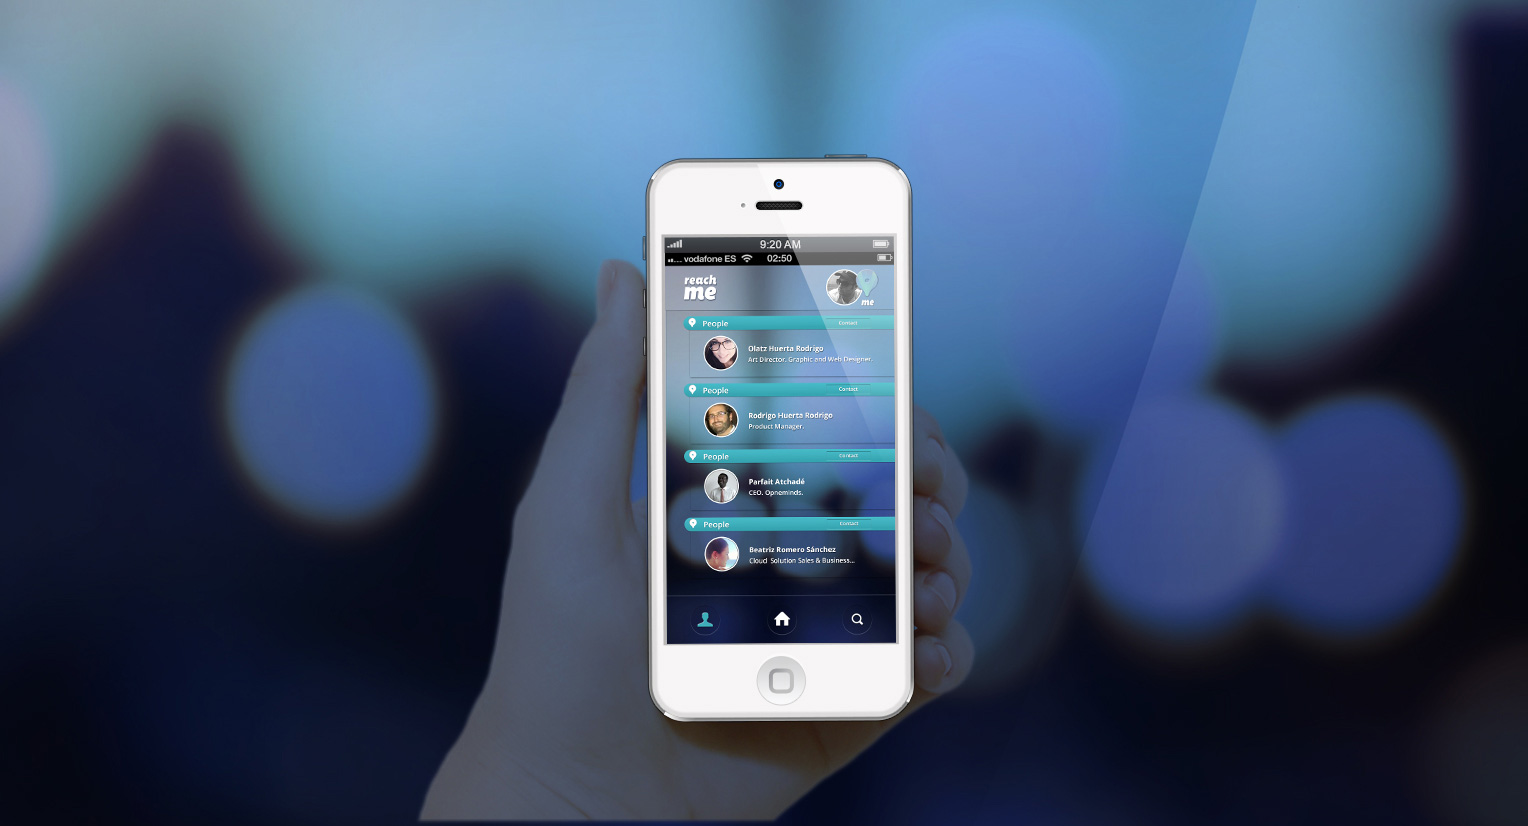 9:20 AM
vodafone ES 02:50
reach
me
me
People Contact
Olatz Huerta Rodrigo
Art Director. Graphic and Web Designer.
People Contact
Rodrigo Huerta Rodrigo
Product Manager.
People Contact
Parfait Atchadé
CEO. Opneminds.
People Contact
Beatriz Romero Sánchez
Cloud Solution Sales & Business...